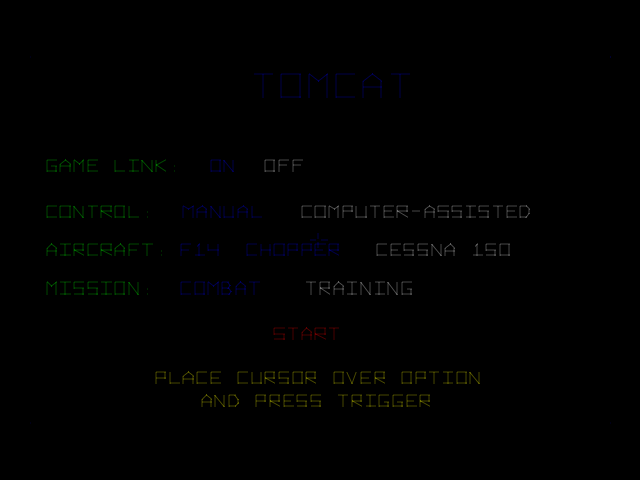 TOMCAT
GAME LINK: ON OFF
CONTROL: MANUAL COMPUTER-ASSISTED
AIRCRAFT: F14 CHOPPER CESSNA 150
MISSION: COMBAT TRAINING
START
PLACE CURSOR OVER OPTION
AND PRESS TRIGGER